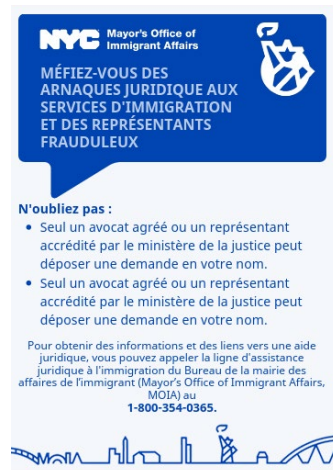 NYC
Mayor's Office of
Immigrant Affairs
MÉFIEZ-VOUS DES
ARNAQUES JURIDIQUE AUX
SERVICES D'IMMIGRATION
ET DES REPRÉSENTANTS
FRAUDULEUX
N'oubliez pas :
• Seul un avocat agréé ou un représentant
accrédité par le ministère de la justice peut
déposer une demande en votre nom.
• Seul un avocat agréé ou un représentant
accrédité par le ministère de la justice peut
déposer une demande en votre nom.
Pour obtenir des informations et des liens vers une aide
juridique, vous pouvez appeler la ligne d'assistance
juridique à l'immigration du Bureau de la mairie des
affaires de l'immigrant (Mayor's Office of Immigrant Affairs,
MOIA) au
1-800-354-0365.
MOIA